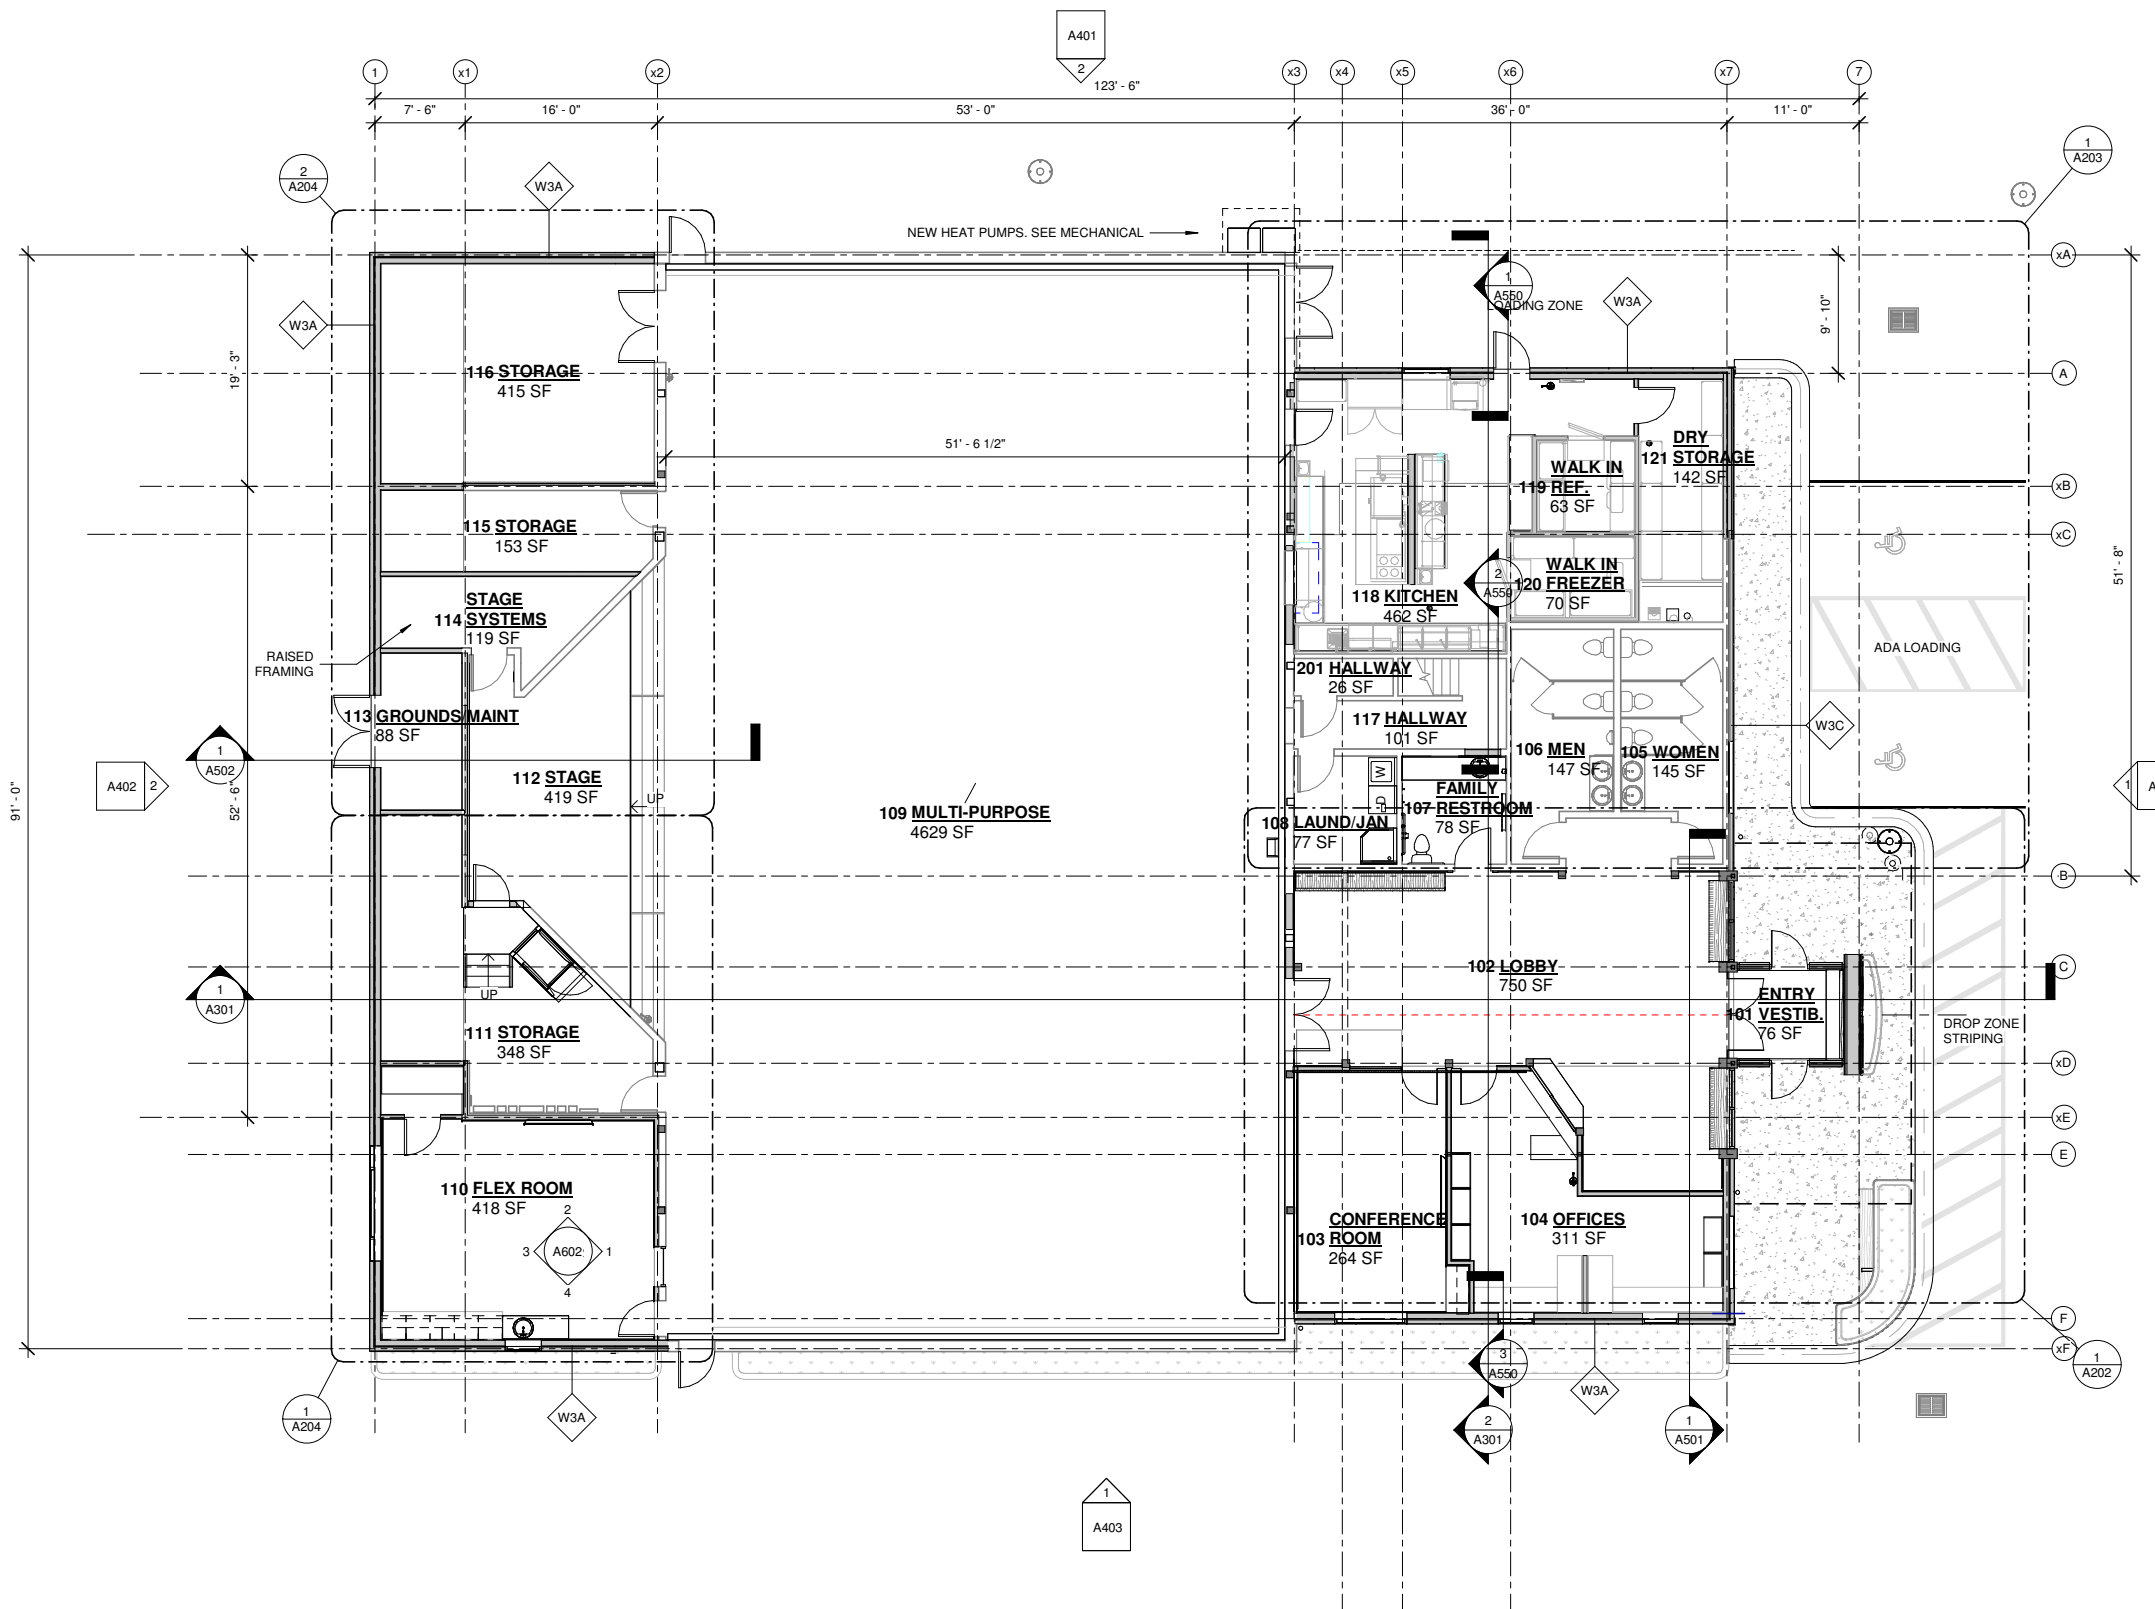 A401
2
1
x1
x2
x3
x4
x5
x6
x7
7
123' - 6"
7' - 6"
16' - 0"
53' - 0"
36' - 0"
11' - 0"
2
A204
W3A
1
A203
NEW HEAT PUMPS. SEE MECHANICAL
xA
1
A550
LOADING ZONE
W3A
W3A
9' - 10"
19' - 3"
116 STORAGE
415 SF
A
51' - 6 1/2"
DRY
121 STORAGE
142 SF
WALK IN
119 REF.
63 SF
xB
115 STORAGE
153 SF
xC
51' - 8"
WALK IN
120 FREEZER
70 SF
2
A550
118 KITCHEN
462 SF
STAGE
114 SYSTEMS
119 SF
RAISED
FRAMING
ADA LOADING
201 HALLWAY
26 SF
113 GROUNDS/MAINT
88 SF
117 HALLWAY
101 SF
W3C
1
A502
106 MEN
147 SF
105 WOMEN
145 SF
A402
2
112 STAGE
419 SF
UP
W
D
FAMILY
107 RESTROOM
78 SF
1
A
91' - 0"
52' - 6"
109 MULTI-PURPOSE
4629 SF
108 LAUND/JAN
77 SF
B
102 LOBBY
750 SF
C
1
A301
UP
ENTRY
101 VESTIB.
76 SF
DROP ZONE
STRIPING
111 STORAGE
348 SF
xD
xE
E
110 FLEX ROOM
418 SF
2
3
A602
1
4
CONFERENCE
103 ROOM
264 SF
104 OFFICES
311 SF
F
xF
3
A550
1
A202
W3A
1
A204
W3A
2
A301
1
A501
1
A403